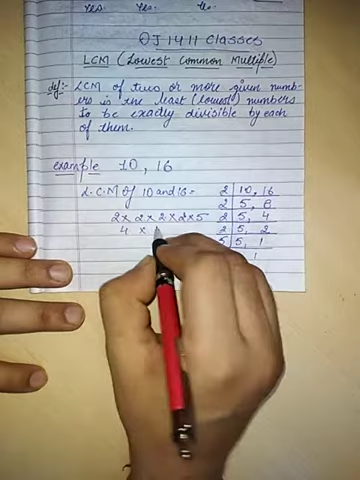 Yes. Yes. No.
OJ 1411 Classes
LCM (Lowest Common Multiple)
def:- LCM of two, or more given numb-
ers is the least (lowest) numbers
to be exactly divisible by each
of them.
example 10, 16
L.C.M of 10 and 16 =
2 × 2 × 2 × 2 × 5
4 ×
2 | 10, 16
2 | 5, 8
2 | 5, 4
2 | 5, 2
5 | 5, 1
1